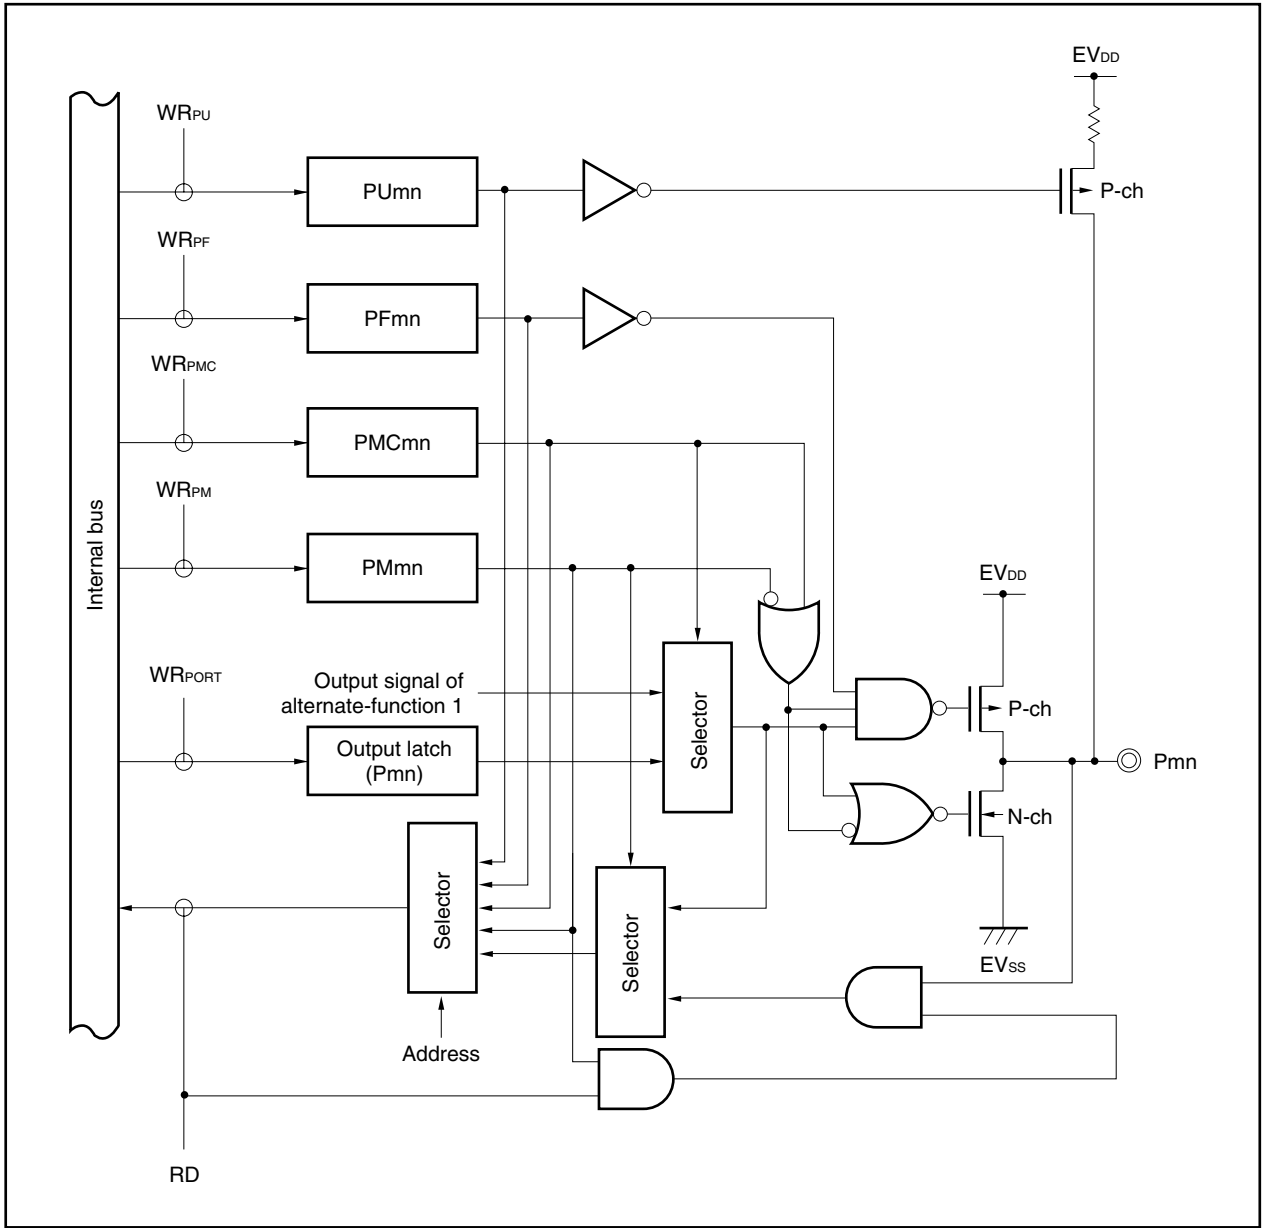 EVDD
WRPU
PUmn
P-ch
WRPF
PFmn
WRPMC
PMCmn
WRPM
PMmn
Internal bus
EVDD
WRPORT
Output signal of
alternate-function 1
Output latch
(Pmn)
Selector
P-ch
Pmn
N-ch
Selector
Selector
EVSS
Address
RD